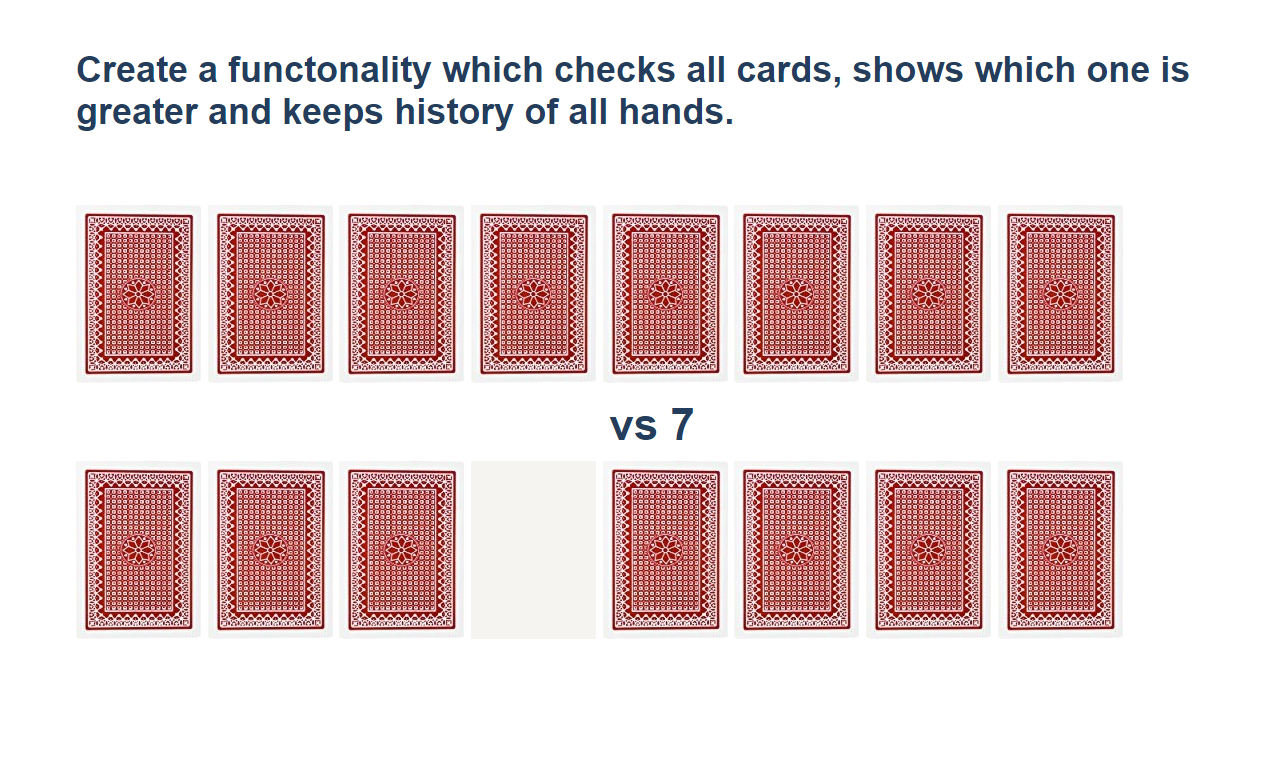 Create a functonality which checks all cards, shows which one is
greater and keeps history of all hands.
vs 7